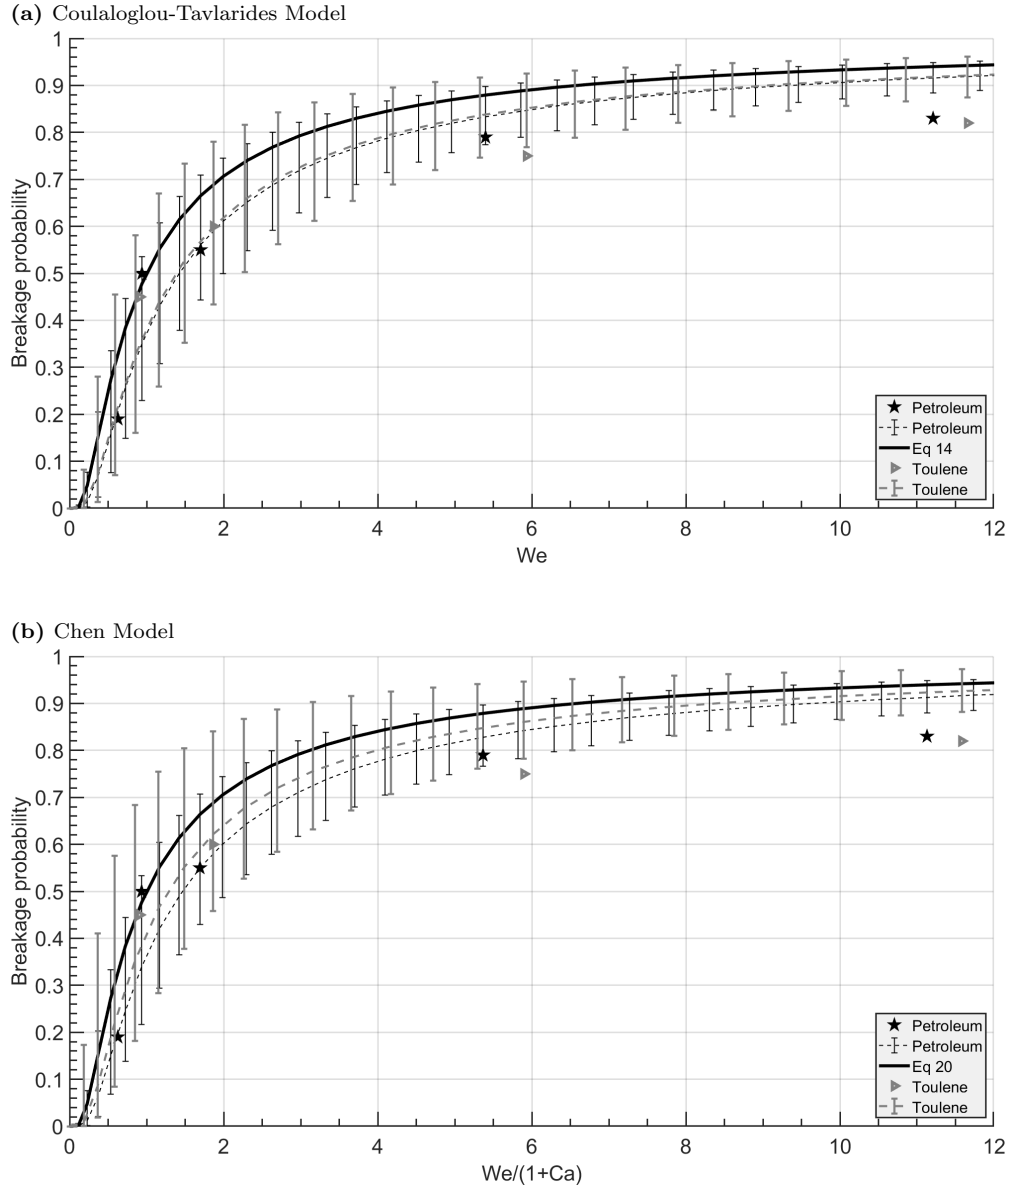 (a) Coulaloglou-Tavlarides Model
1
0.9
0.8
0.7
0.6
0.5
0.4
0.3
0.2
0.1
0
Breakage probability
Petroleum
Petroleum
Eq 14
Toulene
Toulene
0 2 4 6 8 10 12
We
(b) Chen Model
1
0.9
0.8
0.7
0.6
0.5
0.4
0.3
0.2
0.1
0
Breakage probability
Petroleum
Petroleum
Eq 20
Toulene
Toulene
0 2 4 6 8 10 12
We/(1+Ca)